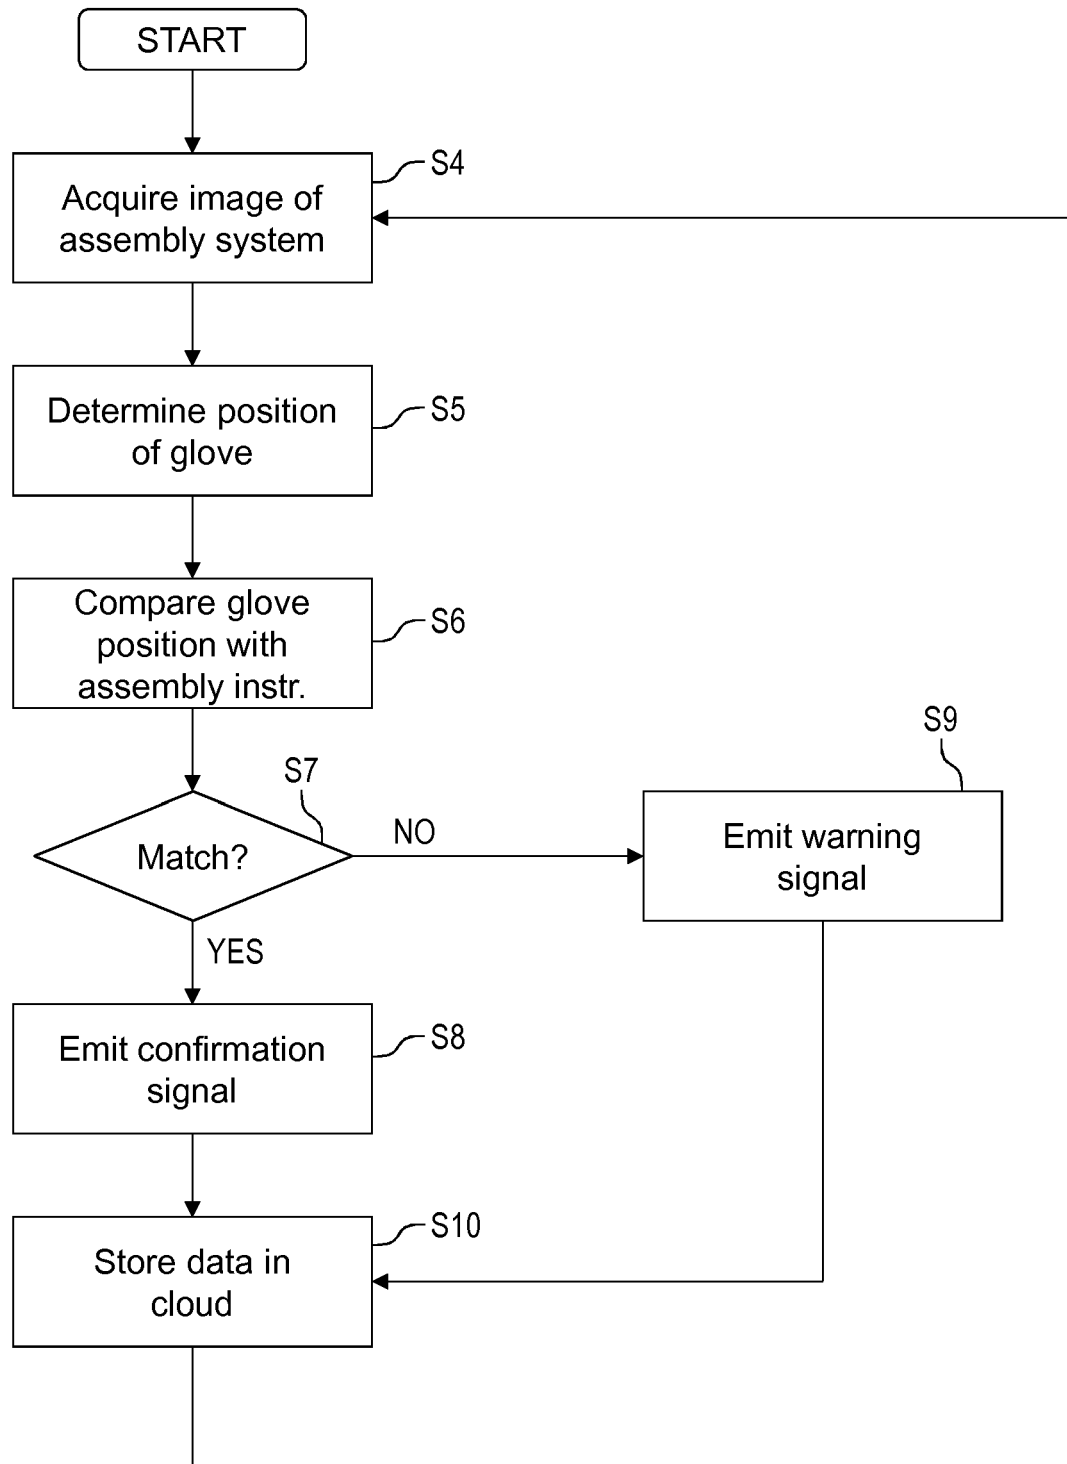 START
S4
Acquire image of
assembly system
S5
Determine position
of glove
S6
Compare glove
position with
assembly instr.
S7
Match?
NO
S9
Emit warning
signal
YES
S8
Emit confirmation
signal
S10
Store data in
cloud